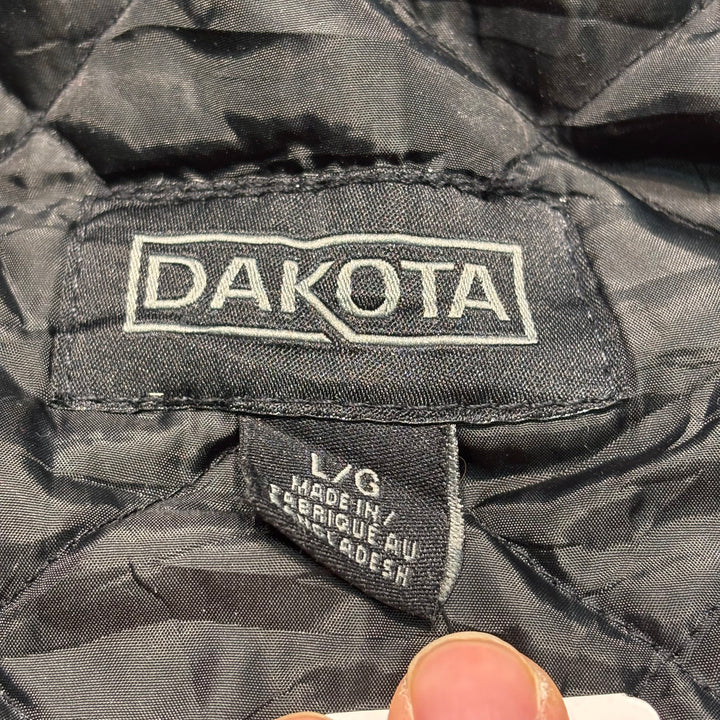 DAKOTA
L/G
MADE IN/
FABRIQUE AU
BANGLADESH